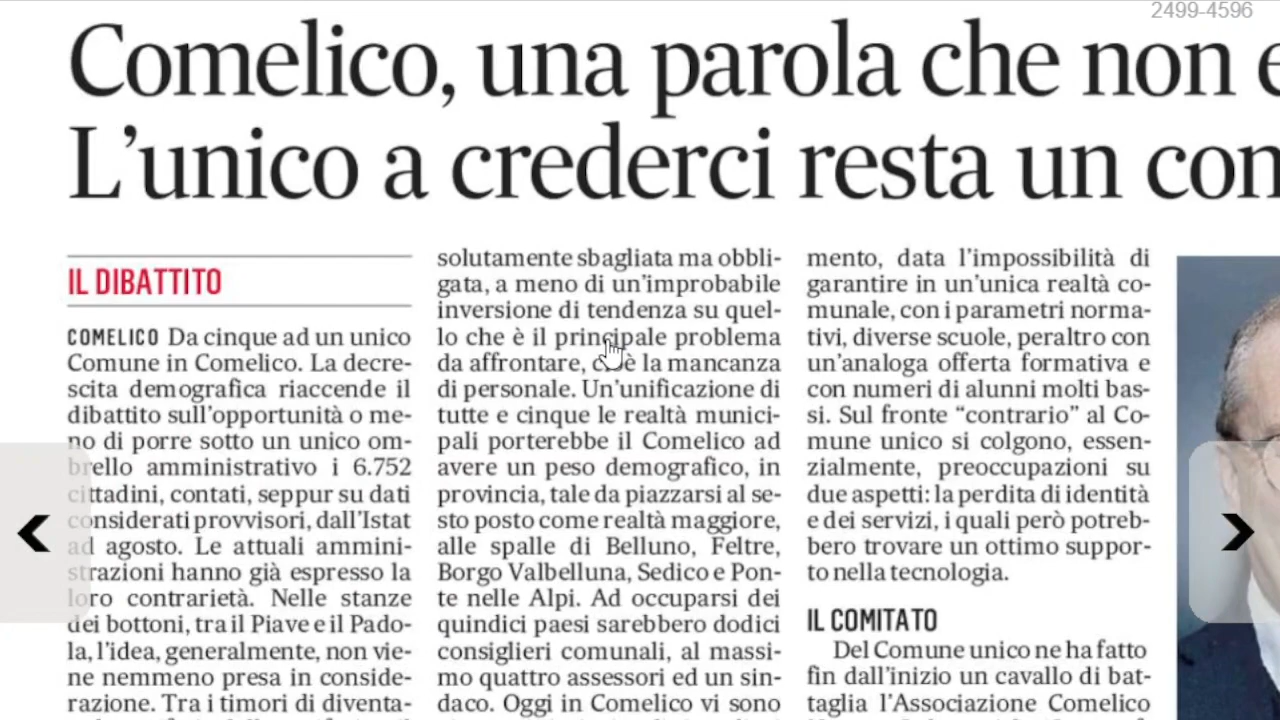 2499-4596
Comelico, una parola che non
L'unico a crederci resta un
IL DIBATTITO
COMELICO Da cinque ad un unico
Comune in Comelico. La decre-
scita demografica riaccende il
dibattito sull'opportunità o me-
no di porre sotto un unico om-
brello amministrativo i 6.752
cittadini, contati, seppur su dati
considerati provvisori, dall'Istat
ad agosto. Le attuali ammini-
strazioni hanno già espresso la
loro contrarietà. Nelle stanze
dei bottoni, tra il Piave e il Pado-
la, l'idea, generalmente, non vie-
ne nemmeno presa in conside-
razione. Tra i timori di diventa-
solutamente sbagliata ma obbli-
gata, a meno di un'improbabile
inversione di tendenza su quel-
lo che è il principale problema
da affrontare, cioè la mancanza
di personale. Un'unificazione di
tutte e cinque le realtà munici-
pali porterebbe il Comelico ad
avere un peso demografico, in
provincia, tale da piazzarsi al se-
sto posto come realtà maggiore,
alle spalle di Belluno, Feltre,
Borgo Valbelluna, Sedico e Pon-
te nelle Alpi. Ad occuparsi dei
quindici paesi sarebbero dodici
consiglieri comunali, al massi-
mo quattro assessori ed un sin-
daco. Oggi in Comelico vi sono
mento, data l'impossibilità di
garantire in un'unica realtà co-
munale, con i parametri norma-
tivi, diverse scuole, peraltro con
un'analoga offerta formativa e
con numeri di alunni molti bas-
si. Sul fronte “contrario” al Co-
mune unico si colgono, essen-
zialmente, preoccupazioni su
due aspetti: la perdita di identità
e dei servizi, i quali però potreb-
bero trovare un ottimo suppor-
to nella tecnologia.
IL COMITATO
Del Comune unico ne ha fatto
fin dall'inizio un cavallo di bat-
taglia l'Associazione Comelico